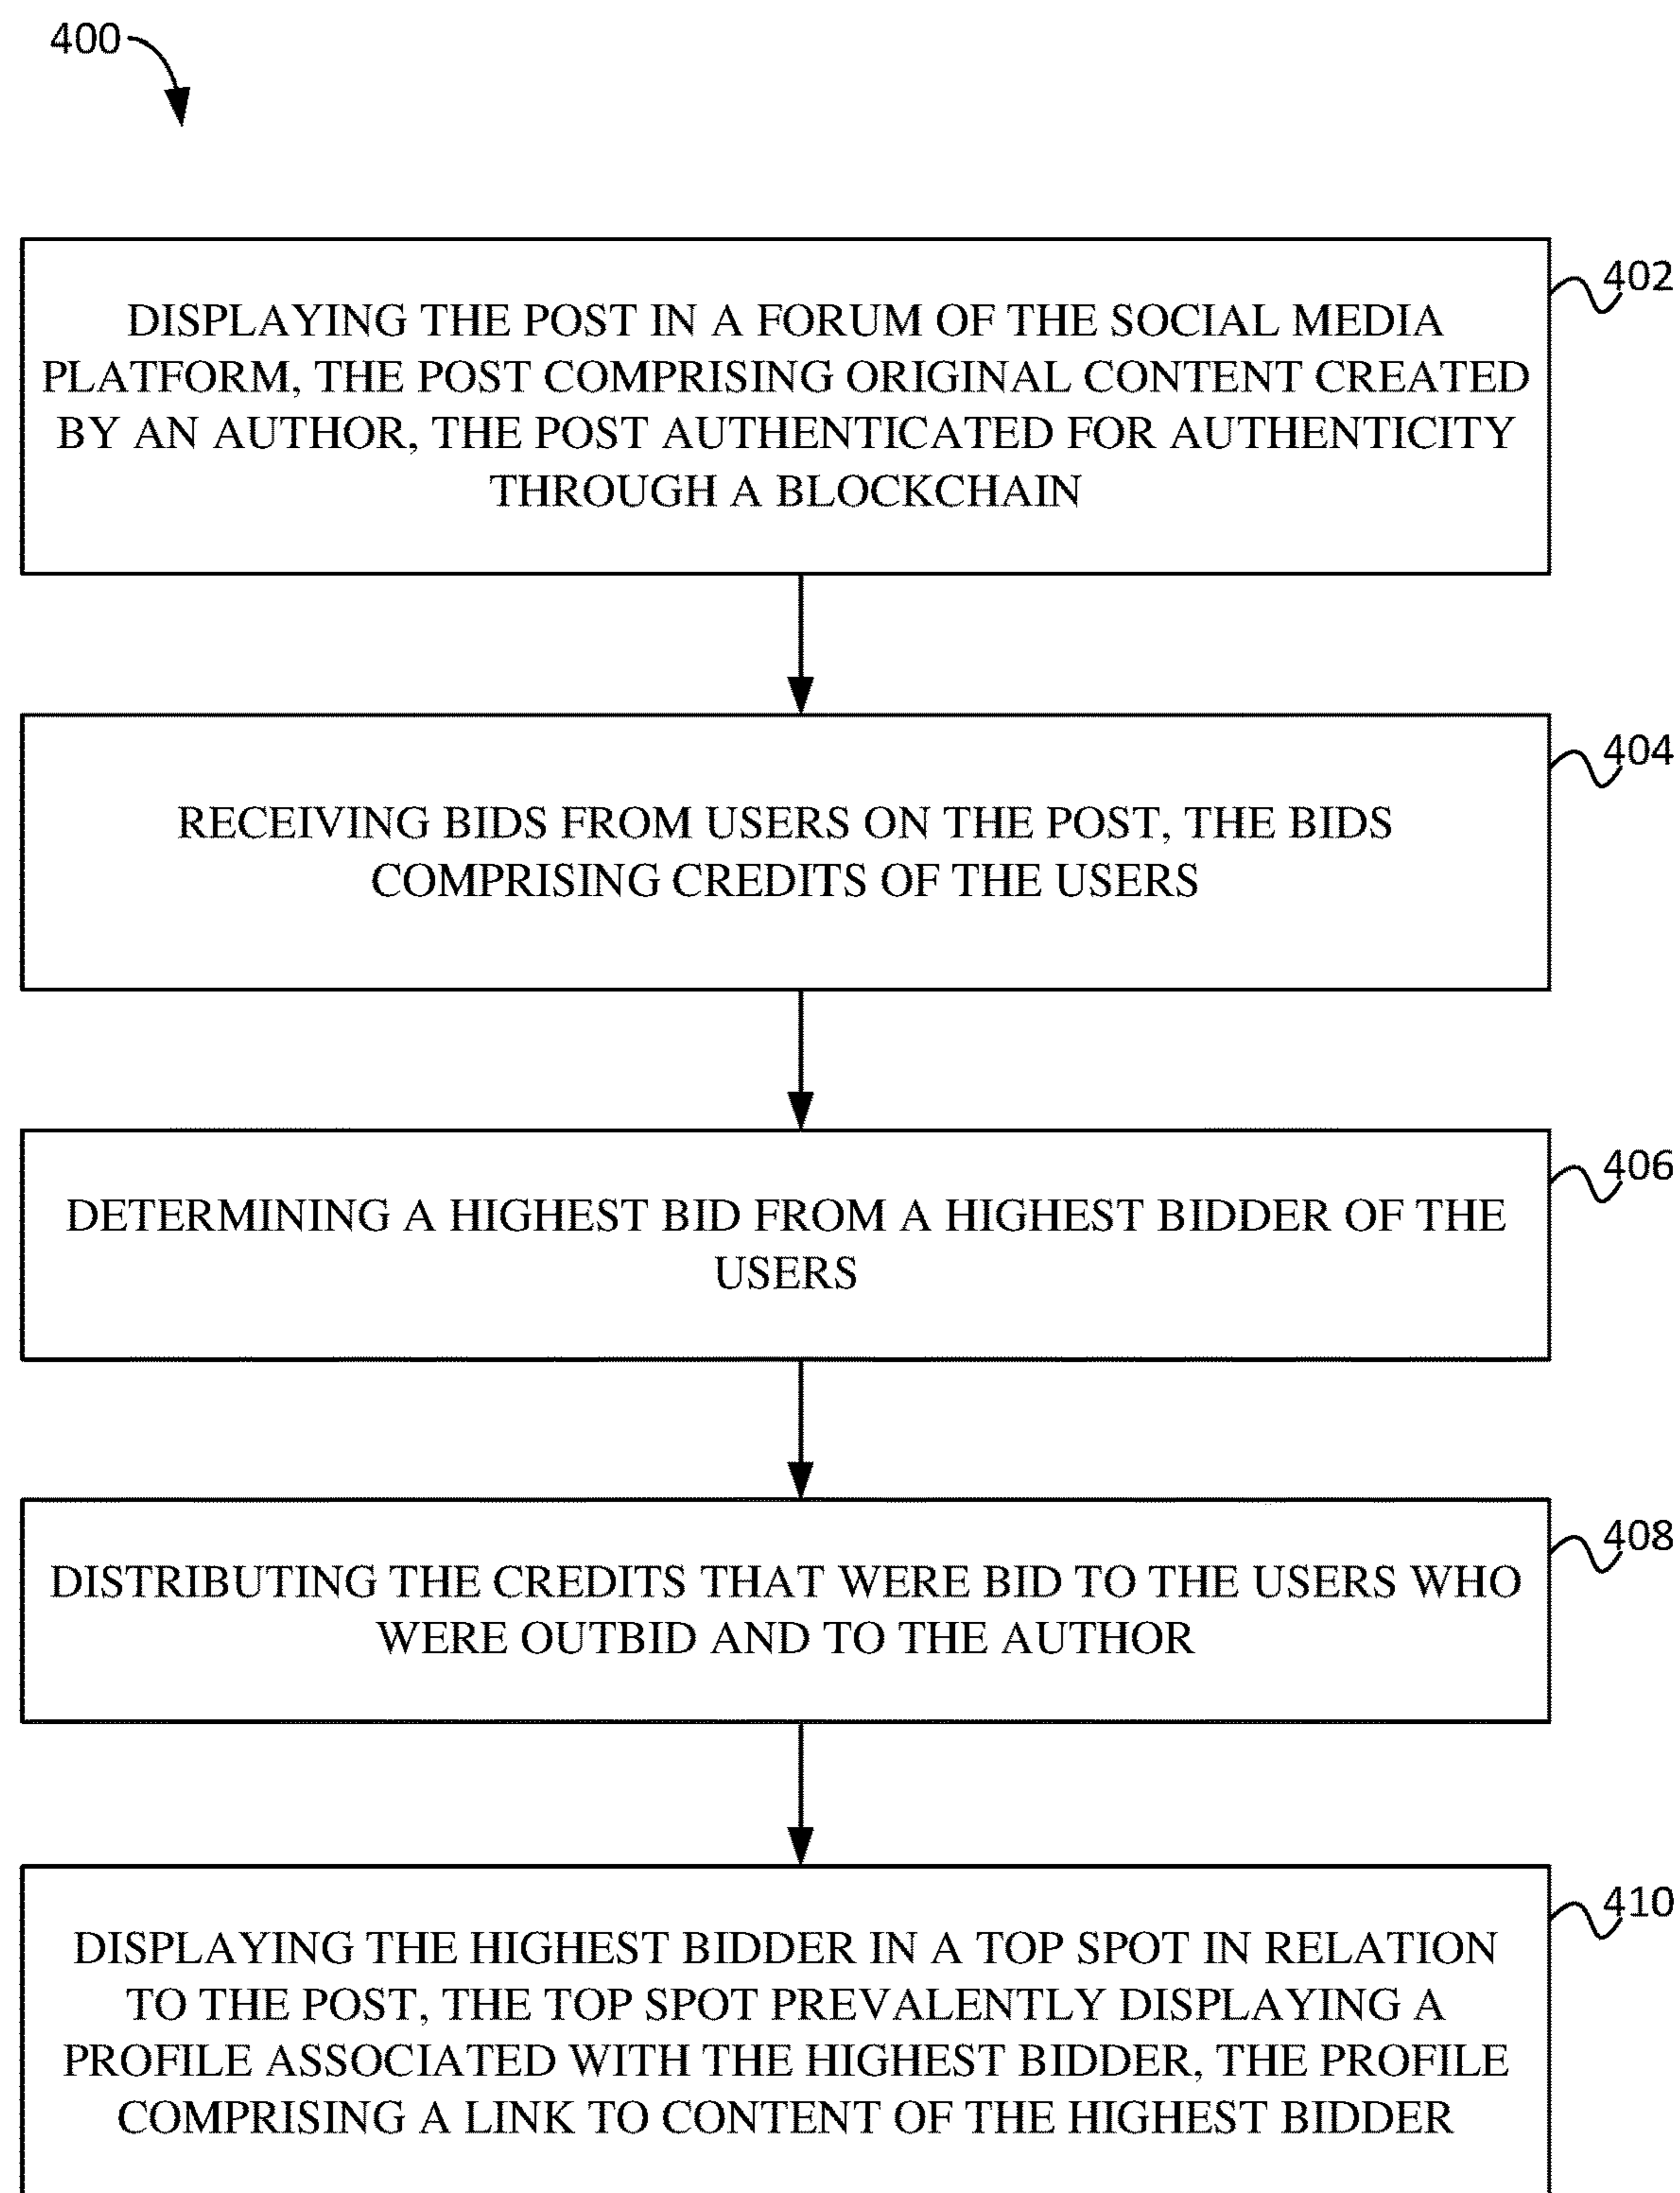 400
402
DISPLAYING THE POST IN A FORUM OF THE SOCIAL MEDIA
PLATFORM, THE POST COMPRISING ORIGINAL CONTENT CREATED
BY AN AUTHOR, THE POST AUTHENTICATED FOR AUTHENTICITY
THROUGH A BLOCKCHAIN
404
RECEIVING BIDS FROM USERS ON THE POST, THE BIDS
COMPRISING CREDITS OF THE USERS
406
DETERMINING A HIGHEST BID FROM A HIGHEST BIDDER OF THE
USERS
408
DISTRIBUTING THE CREDITS THAT WERE BID TO THE USERS WHO
WERE OUTBID AND TO THE AUTHOR
410
DISPLAYING THE HIGHEST BIDDER IN A TOP SPOT IN RELATION
TO THE POST, THE TOP SPOT PREVALENTLY DISPLAYING A
PROFILE ASSOCIATED WITH THE HIGHEST BIDDER, THE PROFILE
COMPRISING A LINK TO CONTENT OF THE HIGHEST BIDDER